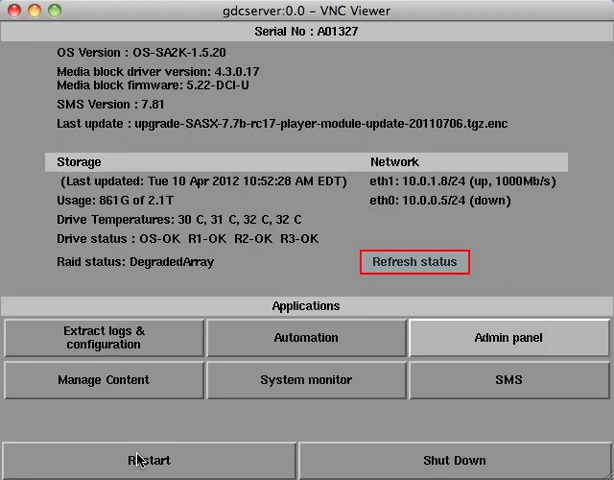 gdcserver:0.0 – VNC Viewer
Serial No : A01327
OS Version : OS-SA2K-1.5.20
Media block driver version: 4.3.0.17
Media block firmware: 5.22-DCI-U
SMS Version : 7.81
Last update : upgrade-SASX-7.7b-rc17-player-module-update-20110706.tgz.enc
Storage Network
(Last updated: Tue 10 Apr 2012 10:52:28 AM EDT) eth1: 10.0.1.8/24 (up, 1000Mb/s)
Usage: 861G of 2.1T eth0: 10.0.0.5/24 (down)
Drive Temperatures: 30 C, 31 C, 32 C, 32 C
Drive status : OS-OK R1-OK R2-OK R3-OK
Raid status: DegradedArray Refresh status
Applications
Extract logs &
configuration Automation Admin panel
Manage Content System monitor SMS
Restart Shut Down